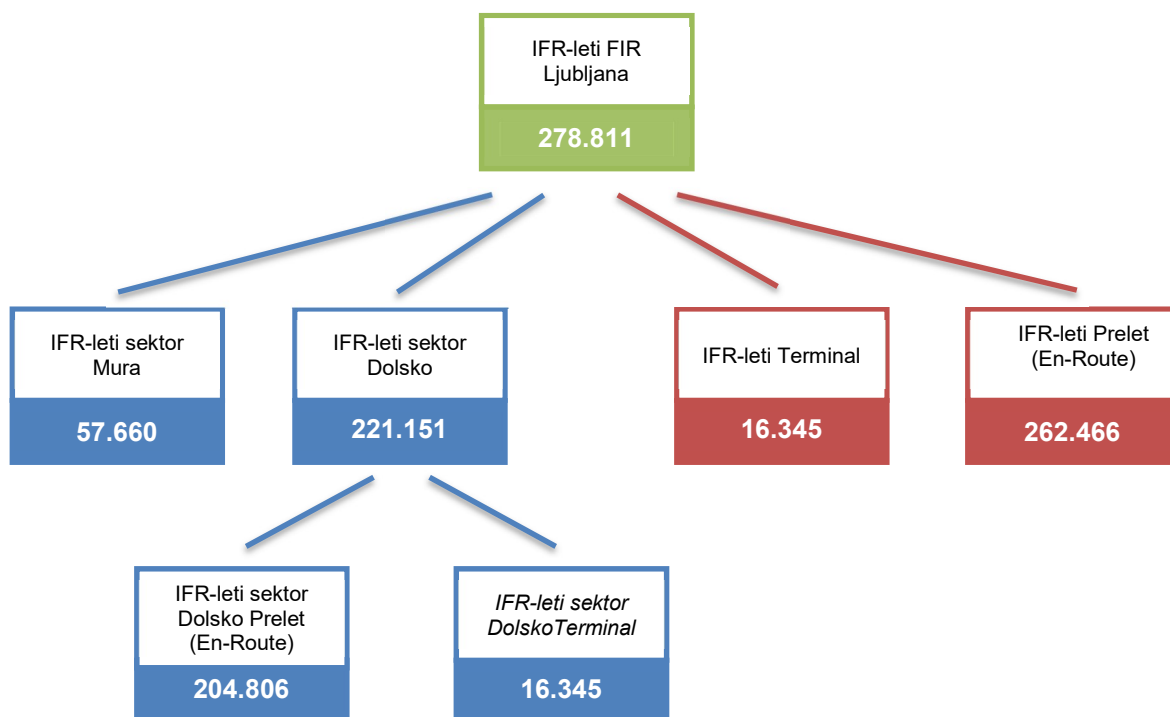 IFR-leti FIR
Ljubljana
278.811
IFR-leti sektor
Mura
57.660
IFR-leti sektor
Dolsko
221.151
IFR-leti Terminal
16.345
IFR-leti Prelet
(En-Route)
262.466
IFR-leti sektor
Dolsko Prelet
(En-Route)
204.806
IFR-leti sektor
DolskoTerminal
16.345